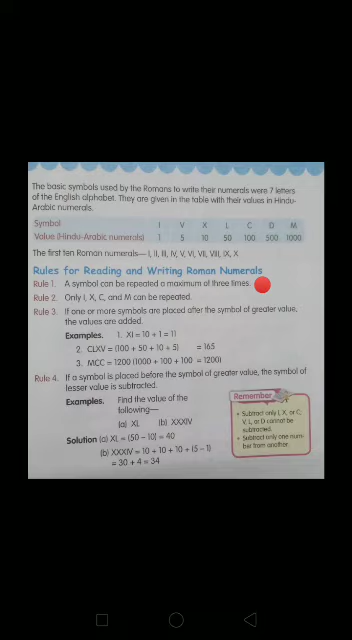 The basic symbols used by the Romans to write their numerals were 7 letters
of the English alphabet. They are given in the table with their values in Hindu-
Arabic numerals.
Symbol I V X L C D M
Value (Hindu-Arabic numerals) 1 5 10 50 100 500 1000
The first ten Roman numerals— I, II, III, IV, V, VI, VII, VIII, IX, X
Rules for Reading and Writing Roman Numerals
Rule 1. A symbol can be repeated a maximum of three times.
Rule 2. Only I, X, C, and M can be repeated.
Rule 3. If one or more symbols are placed after the symbol of greater value,
the values are added.
Examples. 1. XI = 10 + 1 = 11
2. CLXV = (100 + 50 + 10 + 5) = 165
3. MCC = 1200 (1000 + 100 + 100 = 1200)
Rule 4. If a symbol is placed before the symbol of greater value, the symbol of
lesser value is subtracted.
Examples. Find the value of the
following—
(a) XL (b) XXXIV
Solution (a) XL = (50 – 10) = 40
(b) XXXIV = 10 + 10 + 10 + (5 – 1)
= 30 + 4 = 34
Remember
• Subtract only I, X, or C;
V, L, or D cannot be
subtracted.
• Subtract only one num-
ber from another.